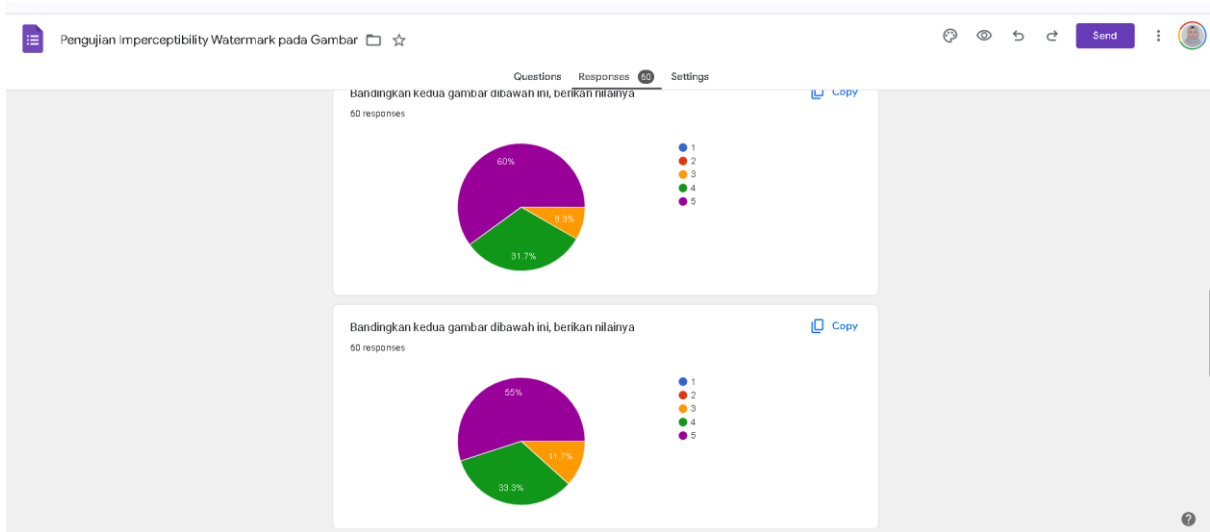 Pengujian Imperceptibility Watermark pada Gambar
Send
Questions Responses 60 Settings
Bandingkan kedua gambar dibawah ini, berikan nilainya
Copy
60 responses
60%
8.3%
31.7%
1
2
3
4
5
Bandingkan kedua gambar dibawah ini, berikan nilainya
Copy
60 responses
55%
11.7%
33.3%
1
2
3
4
5